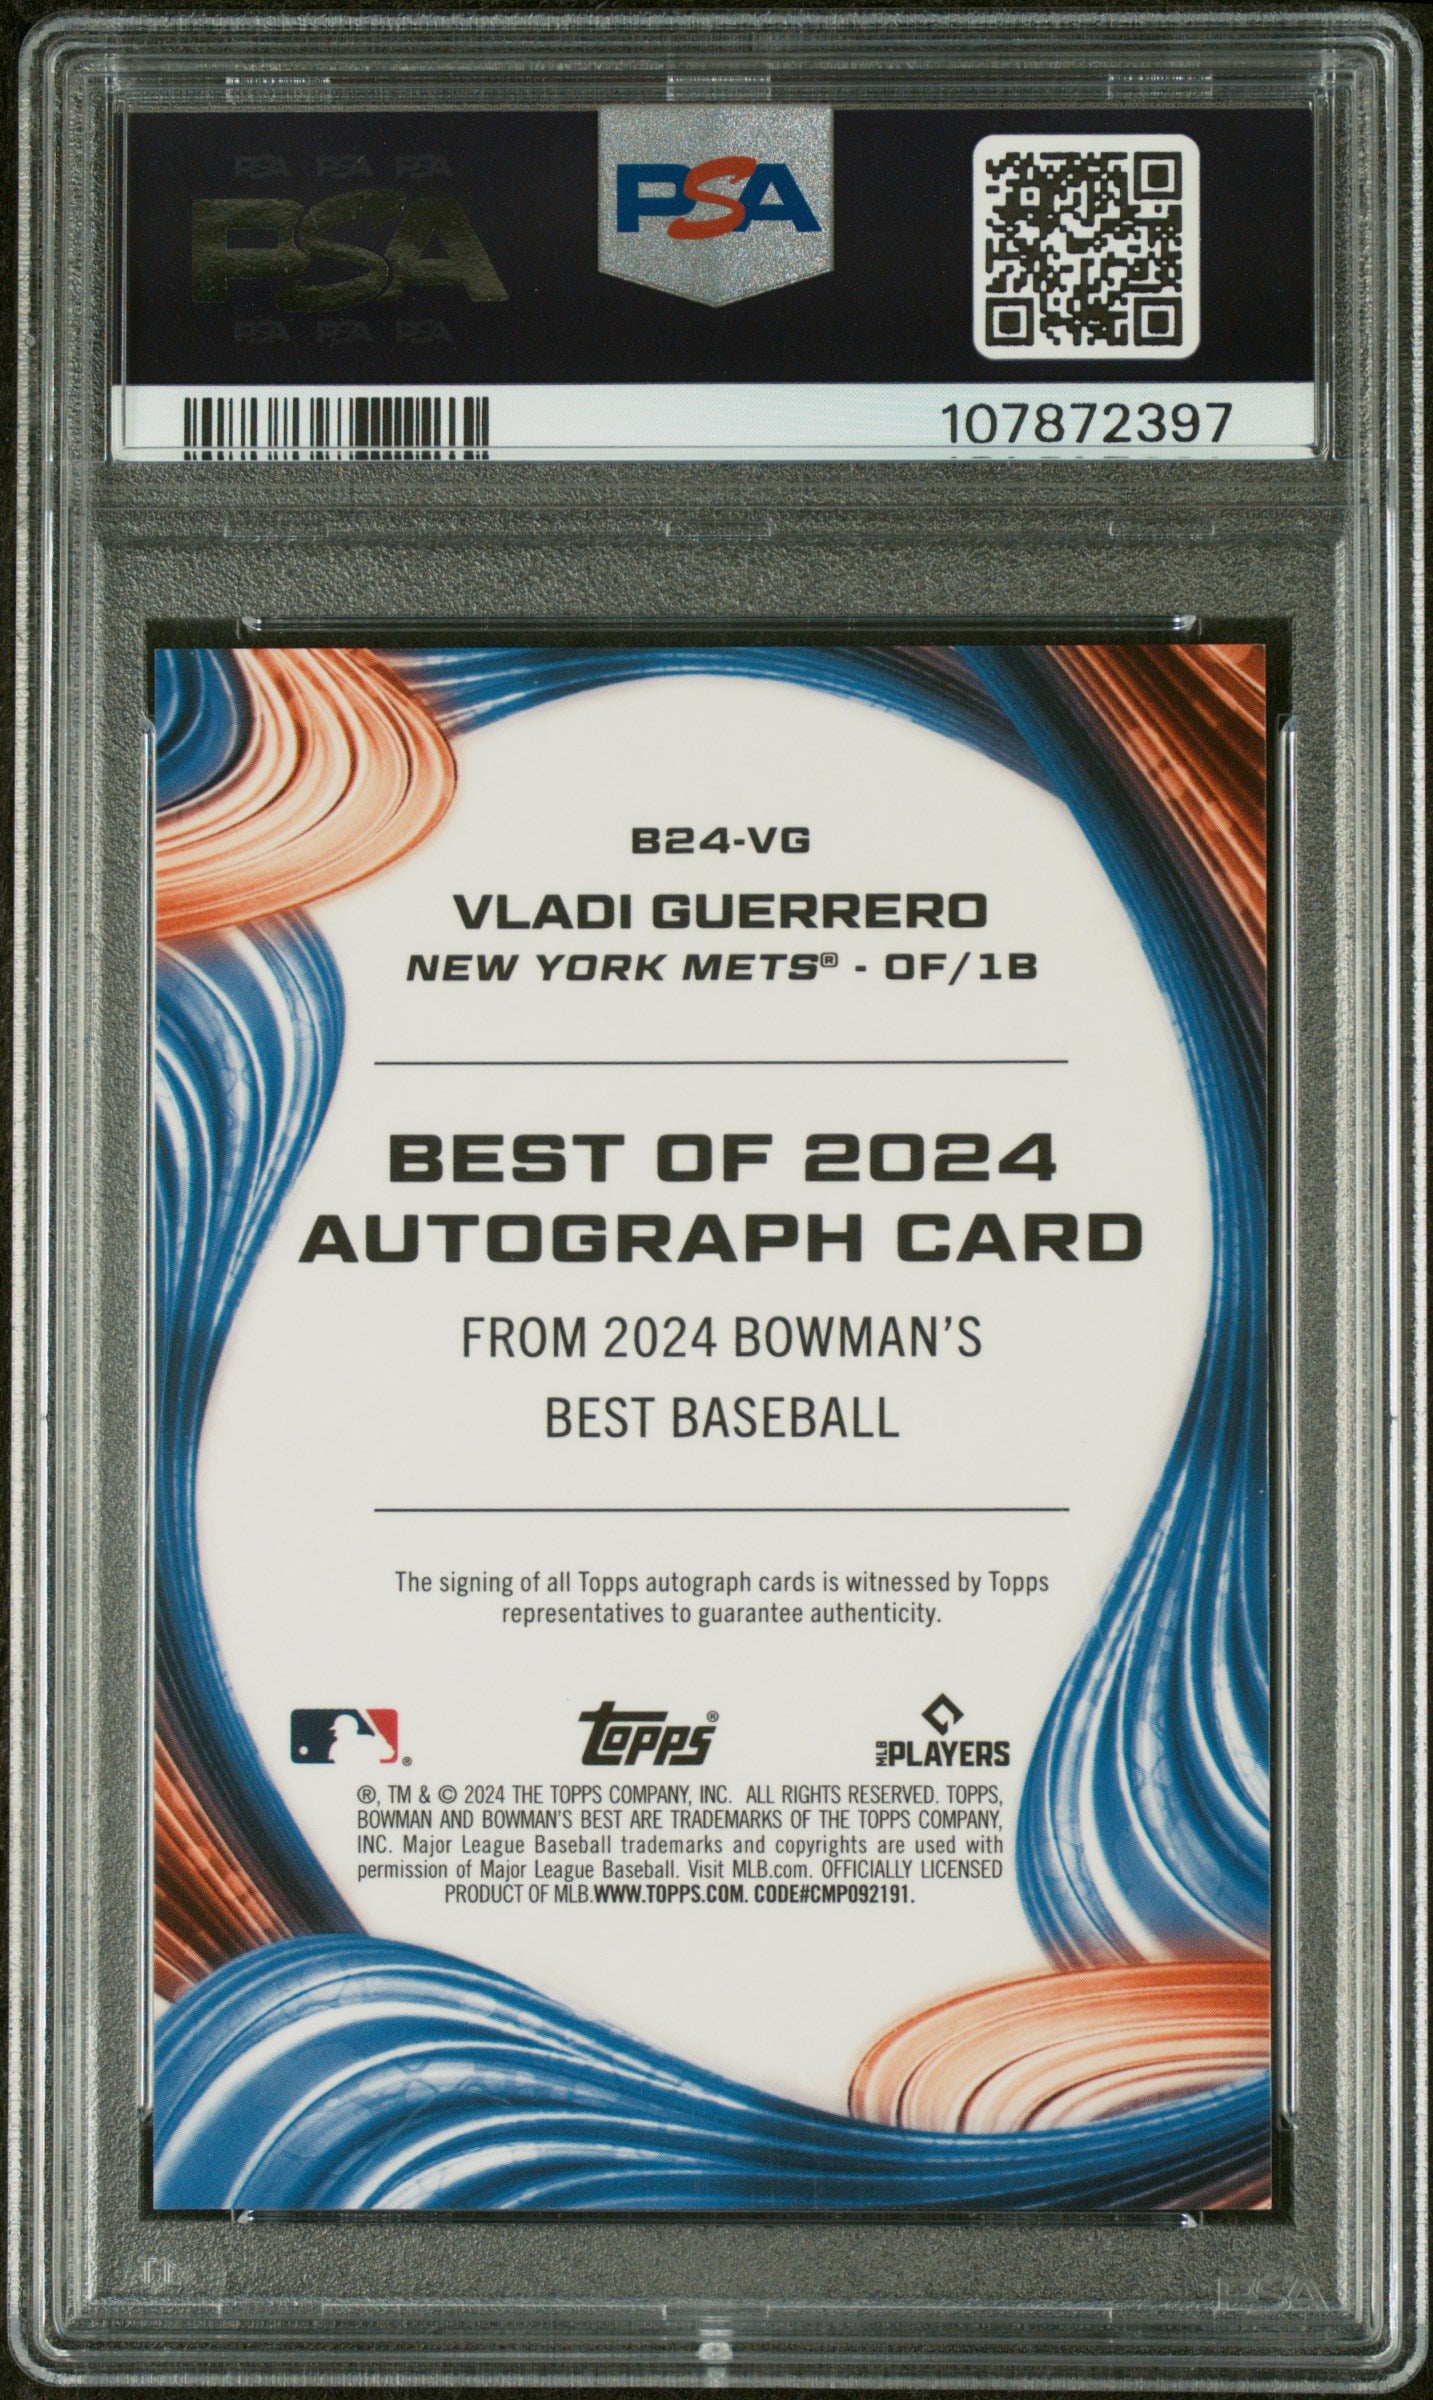 PSA PSA PSA
PSA
PSA PSA PSA
PSA
107872397
B24-VG
VLADI GUERRERO
NEW YORK METS® - OF/1B
BEST OF 2024
AUTOGRAPH CARD
FROM 2024 BOWMAN'S
BEST BASEBALL
The signing of all Topps autograph cards is witnessed by Topps
representatives to guarantee authenticity.
®
topps®
MLB PLAYERS
®, TM & © 2024 THE TOPPS COMPANY, INC. ALL RIGHTS RESERVED. TOPPS,
BOWMAN AND BOWMAN'S BEST ARE TRADEMARKS OF THE TOPPS COMPANY,
INC. Major League Baseball trademarks and copyrights are used with
permission of Major League Baseball. Visit MLB.com. OFFICIALLY LICENSED
PRODUCT OF MLB.WWW.TOPPS.COM. CODE#CMP092191.
PSA